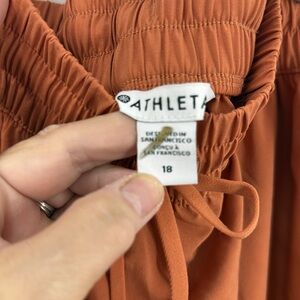 ATHLETA
DESIGNED IN
SAN FRANCISCO
CONÇU À
SAN FRANCISCO
18